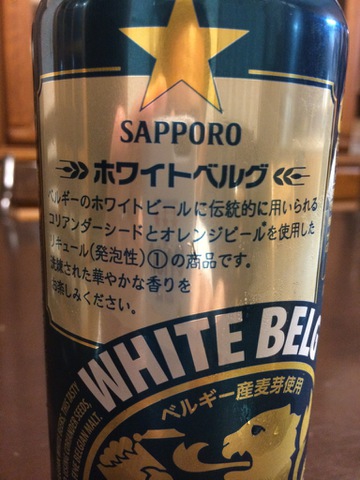 SAPPORO
ホワイトベルグ
ベルギーのホワイトビールに伝統的に用いられる
コリアンダーシードとオレンジピールを使用した
リキュール(発泡性)①の商品です。
洗練された華やかな香りを
お楽しみください。
WHITE BELG
ベルギー産麦芽使用